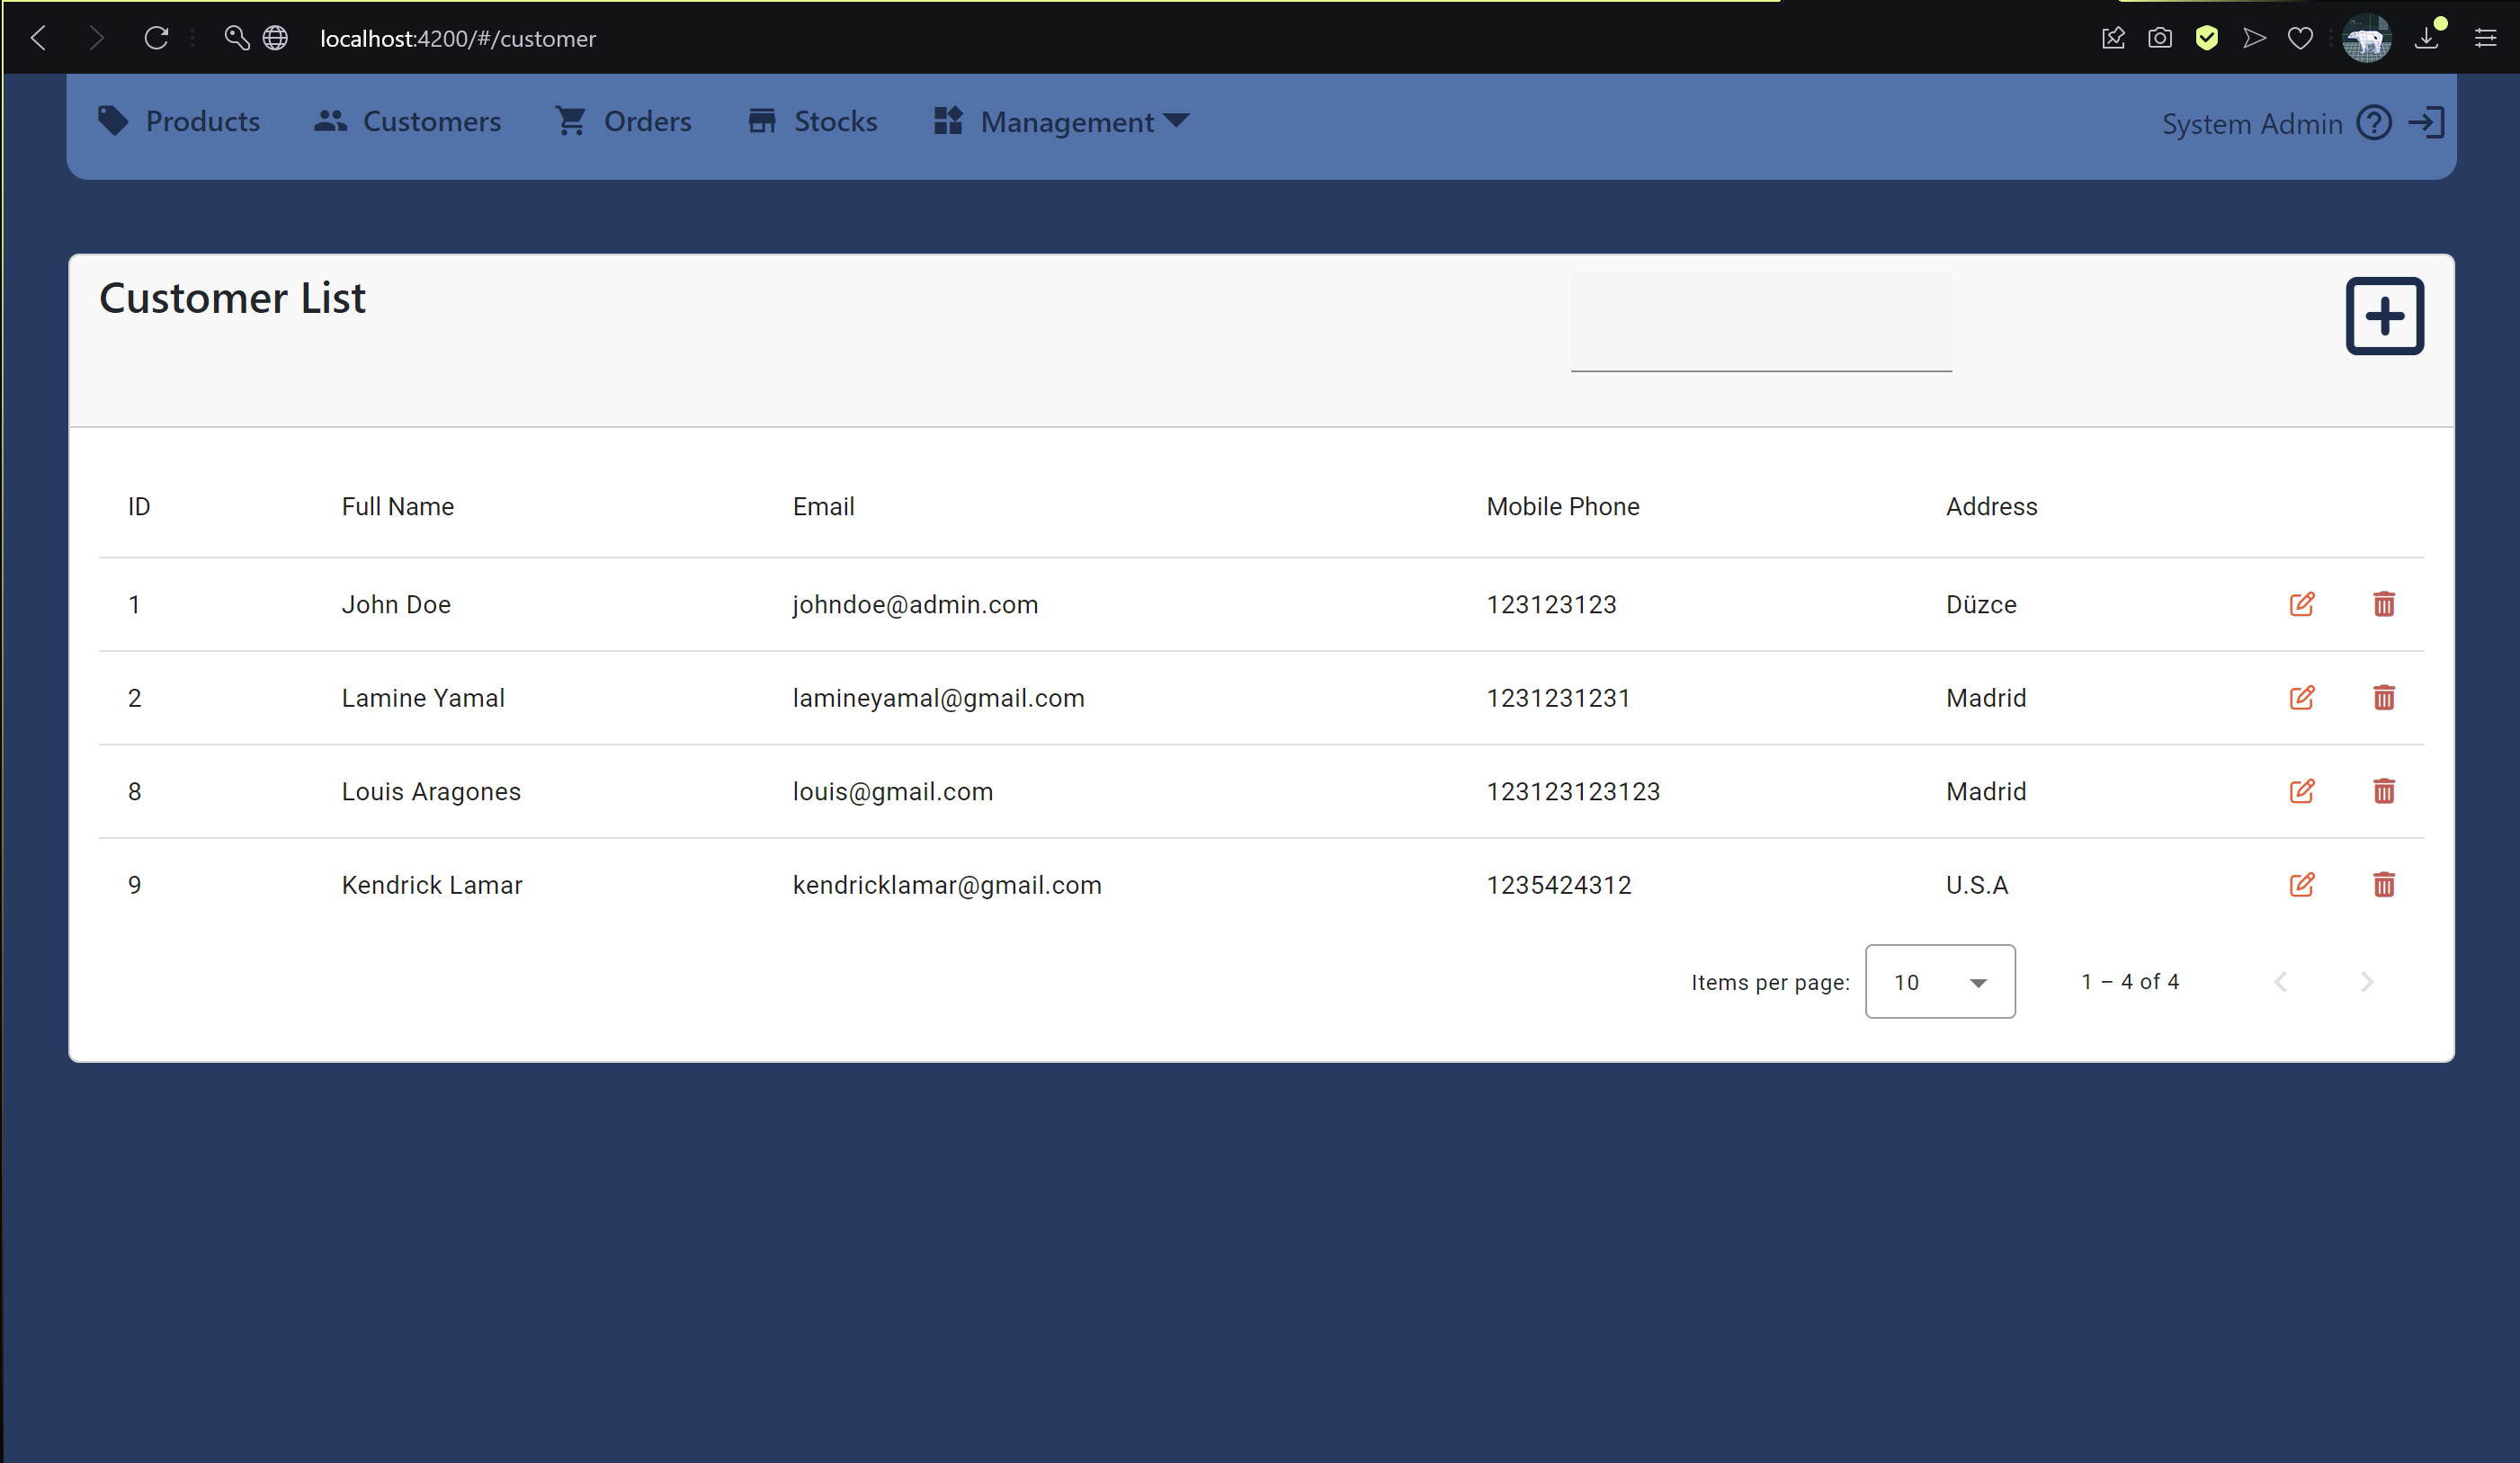 localhost:4200/#/customer
Products Customers Orders Stocks Management System Admin
Customer List
ID Full Name Email Mobile Phone Address
1 John Doe johndoe@admin.com 123123123 Düzce
2 Lamine Yamal lamineyamal@gmail.com 1231231231 Madrid
8 Louis Aragones louis@gmail.com 123123123123 Madrid
9 Kendrick Lamar kendricklamar@gmail.com 1235424312 U.S.A
Items per page: 10 1 – 4 of 4